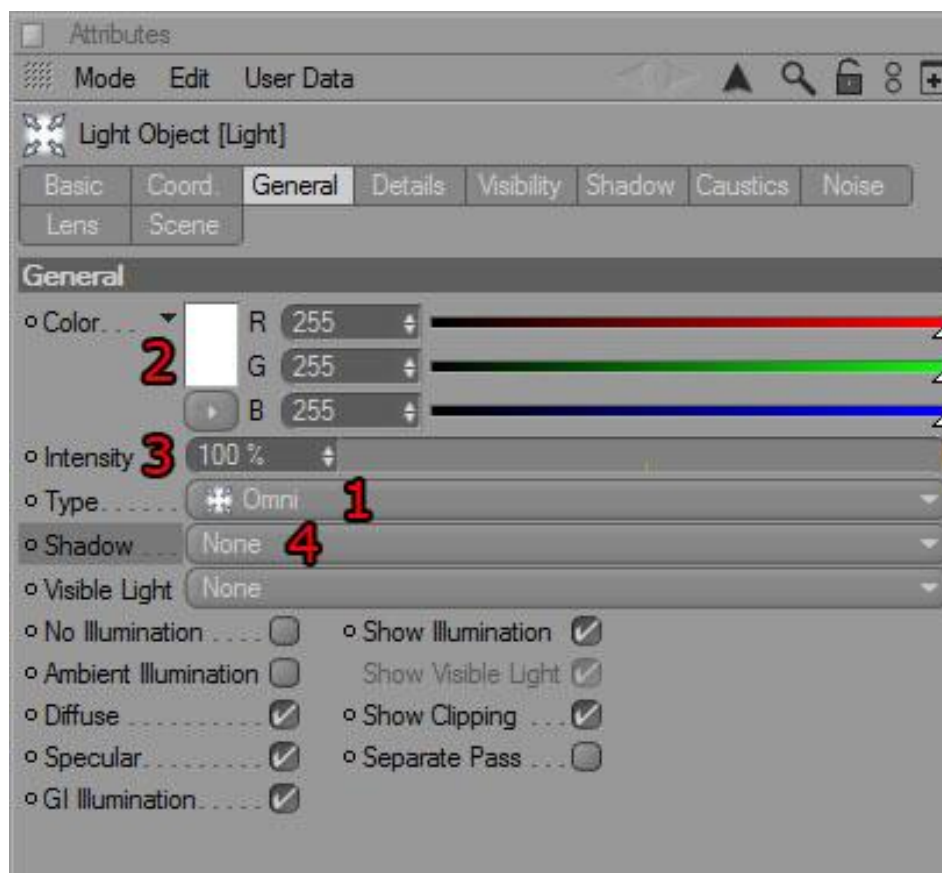 Attributes
Mode Edit User Data
Light Object [Light]
Basic Coord. General Details Visibility Shadow Caustics Noise
Lens Scene
General
Color. . . R 255
2 G 255
B 255
Intensity 3 100 %
Type. . . . . . Omni 1
Shadow . . . None 4
Visible Light None
No Illumination . . . . Show Illumination
Ambient Illumination Show Visible Light
Diffuse . . . . . . . . . . Show Clipping . . .
Specular. . . . . . . . . Separate Pass . . .
GI Illumination. . . . .